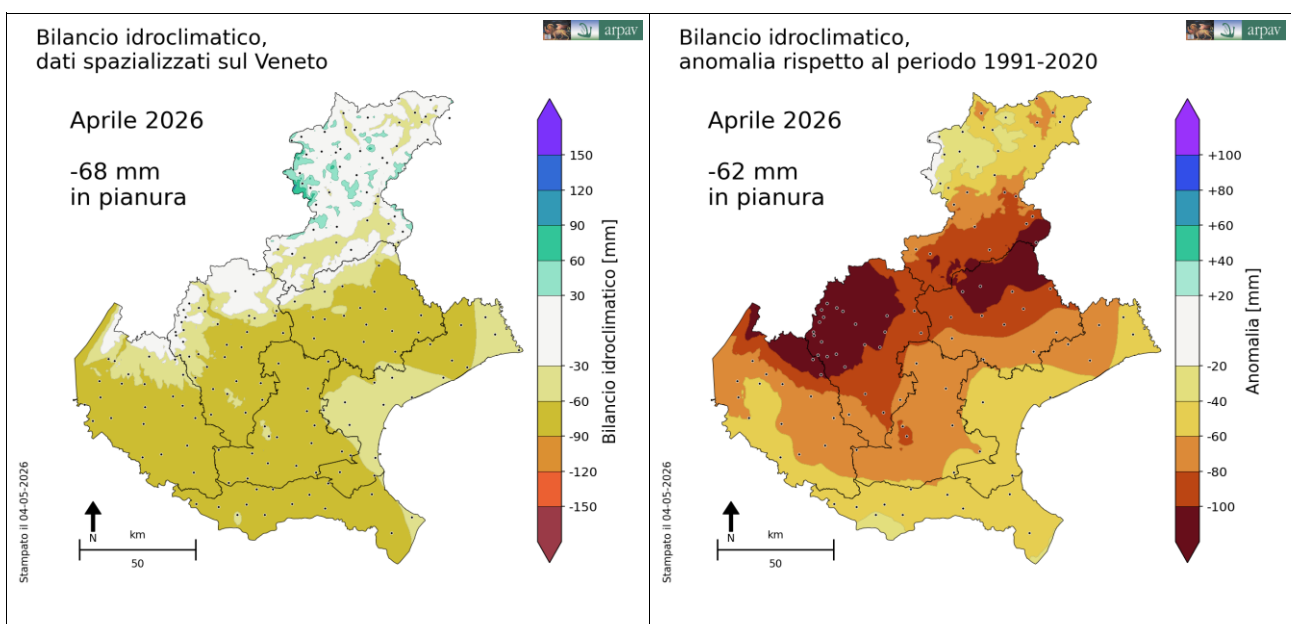 Bilancio idroclimatico,
dati spazializzati sul Veneto
arpav
Aprile 2026
-68 mm
in pianura
150
120
90
60
30
-30
-60
-90
-120
-150
Bilancio idroclimatico [mm]
Stampato il 04-05-2026
N
km
50
Bilancio idroclimatico,
anomalia rispetto al periodo 1991-2020
arpav
Aprile 2026
-62 mm
in pianura
+100
+80
+60
+40
+20
-20
-40
-60
-80
-100
Anomalia [mm]
Stampato il 04-05-2026
N
km
50